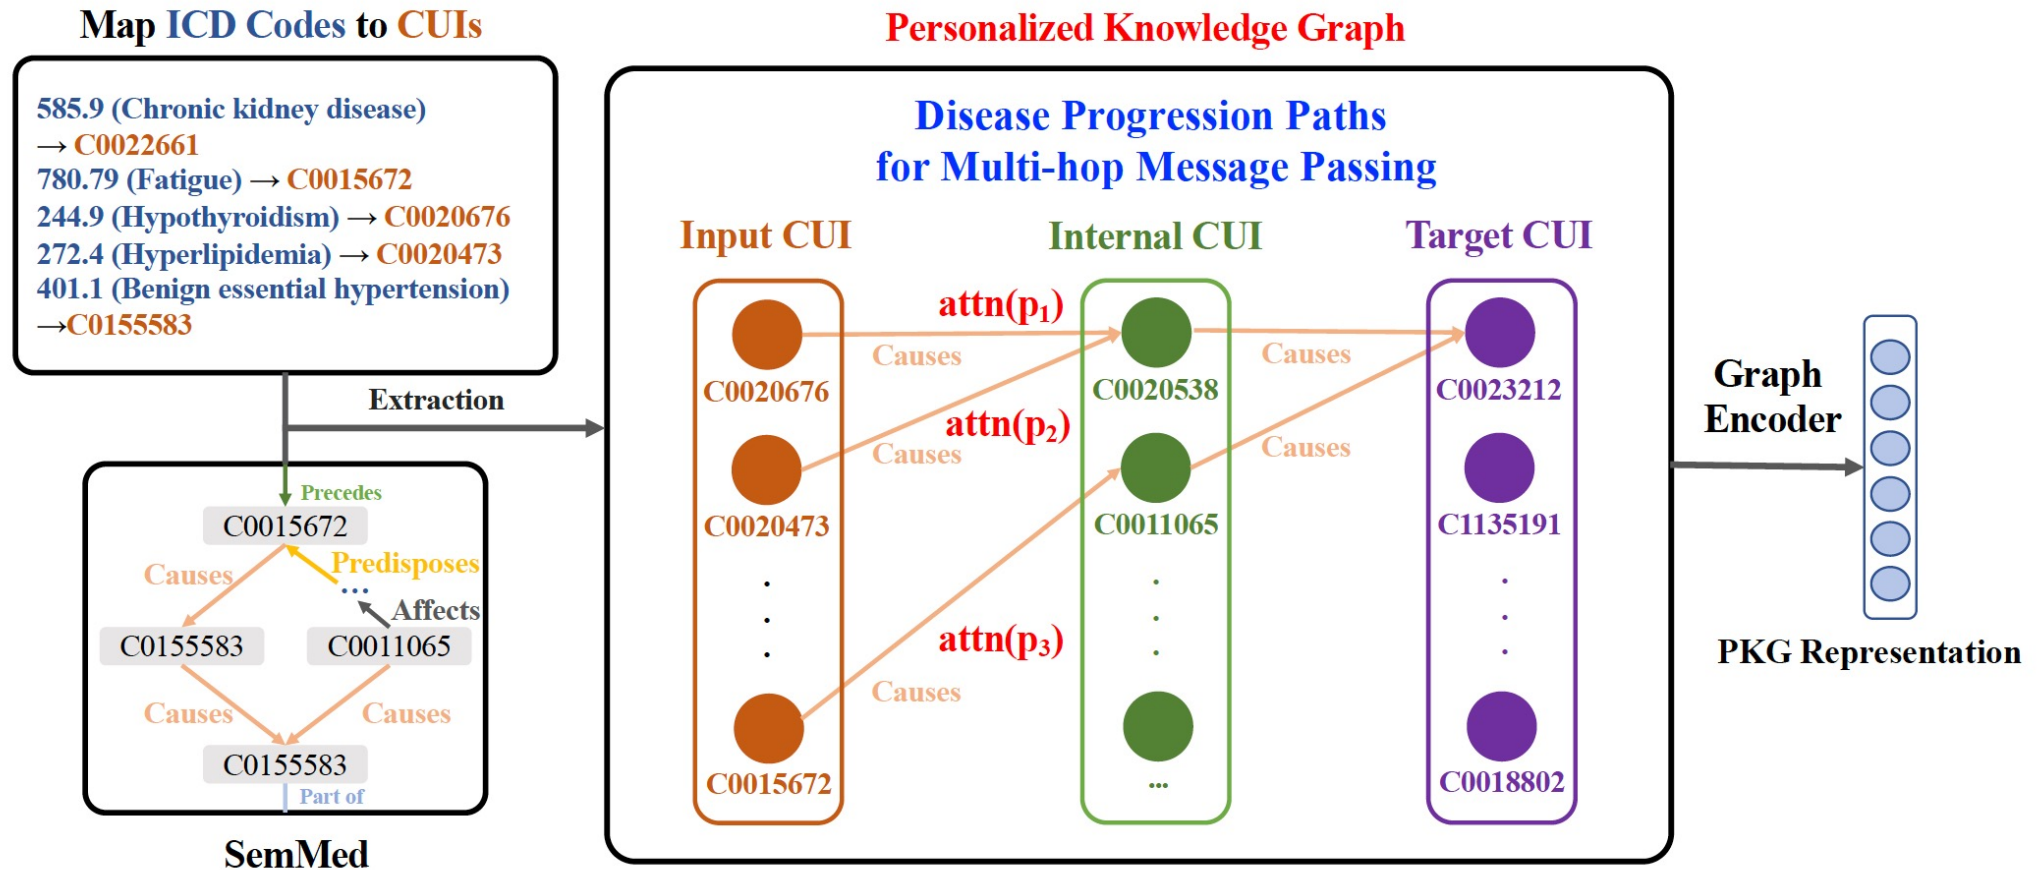 Map ICD Codes to CUIs
585.9 (Chronic kidney disease)
→ C0022661
780.79 (Fatigue) → C0015672
244.9 (Hypothyroidism) → C0020676
272.4 (Hyperlipidemia) → C0020473
401.1 (Benign essential hypertension)
→C0155583
Extraction
Precedes
C0015672
Causes
Predisposes
...
Affects
C0155583
C0011065
Causes
Causes
C0155583
Part of
SemMed
Personalized Knowledge Graph
Disease Progression Paths
for Multi-hop Message Passing
Input CUI
Internal CUI
Target CUI
attn(p1)
Causes
Causes
C0020676
C0020538
C0023212
attn(p2)
Causes
Causes
C0020473
C0011065
C1135191
attn(p3)
Causes
C0015672
...
C0018802
Graph
Encoder
PKG Representation